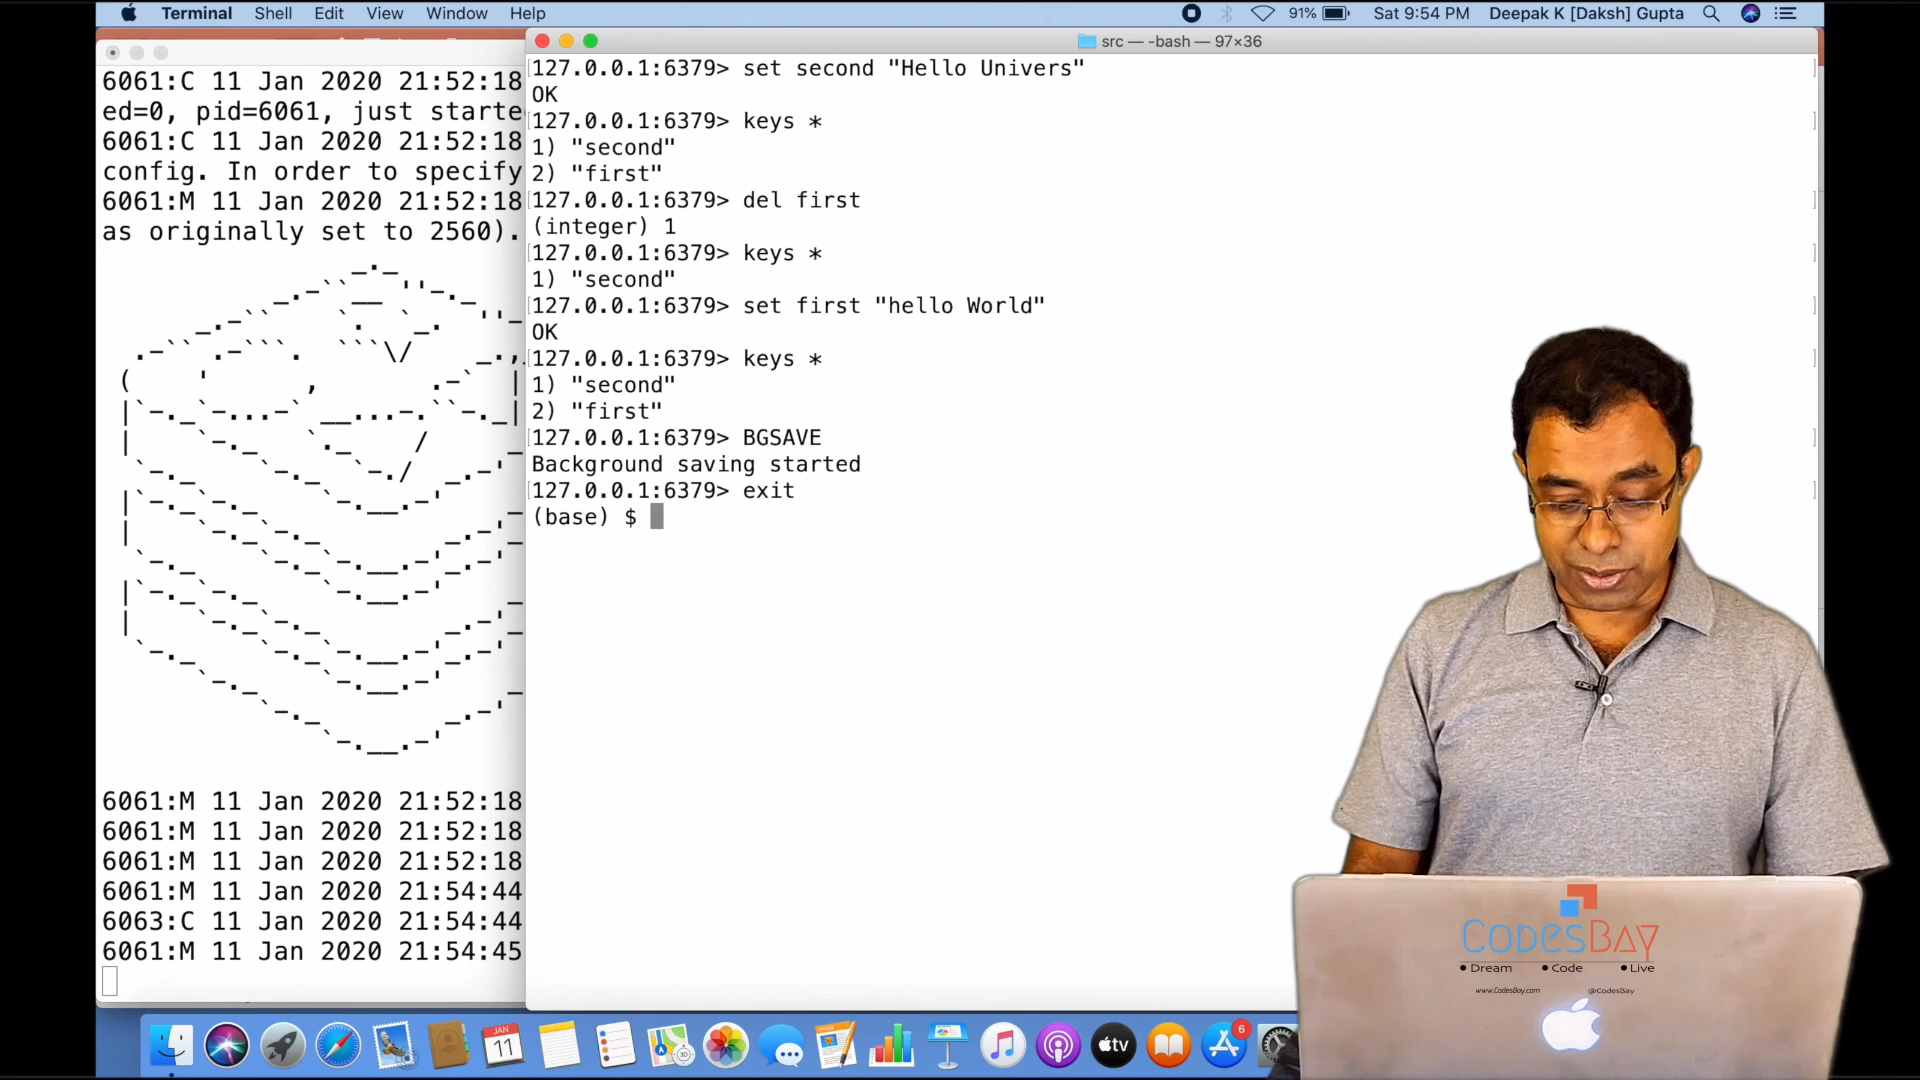 Terminal Shell Edit View Window Help 91% Sat 9:54 PM Deepak K [Daksh] Gupta
6061:C 11 Jan 2020 21:52:18
ed=0, pid=6061, just starte
6061:C 11 Jan 2020 21:52:18
config. In order to specify
6061:M 11 Jan 2020 21:52:18
as originally set to 2560).
6061:M 11 Jan 2020 21:52:18
6061:M 11 Jan 2020 21:52:18
6061:M 11 Jan 2020 21:52:18
6061:M 11 Jan 2020 21:54:44
6063:C 11 Jan 2020 21:54:44
6061:M 11 Jan 2020 21:54:45
src — -bash — 97×36
127.0.0.1:6379> set second "Hello Univers"
OK
127.0.0.1:6379> keys *
1) "second"
2) "first"
127.0.0.1:6379> del first
(integer) 1
127.0.0.1:6379> keys *
1) "second"
127.0.0.1:6379> set first "hello World"
OK
127.0.0.1:6379> keys *
1) "second"
2) "first"
127.0.0.1:6379> BGSAVE
Background saving started
127.0.0.1:6379> exit
(base) $
CodesBay
• Dream • Code • Live
www.CodesBay.com @CodesBay
JAN
11
PAGES
tv
6